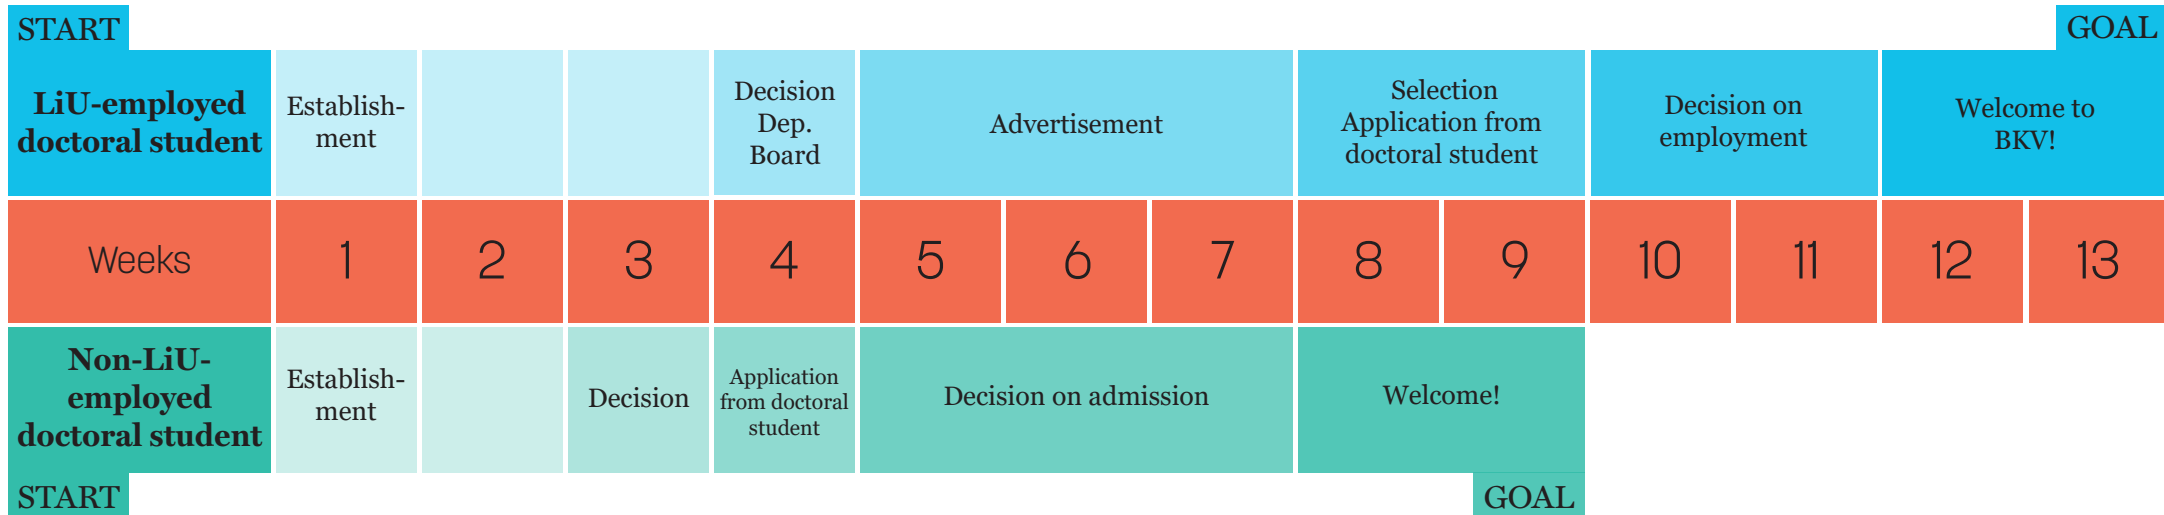 START
GOAL
LiU-employed
doctoral student
Establish-
ment
Decision
Dep.
Board
Advertisement
Selection
Application from
doctoral student
Decision on
employment
Welcome to
BKV!
Weeks
1
2
3
4
5
6
7
8
9
10
11
12
13
Non-LiU-
employed
doctoral student
Establish-
ment
Decision
Application
from doctoral
student
Decision on admission
Welcome!
START
GOAL